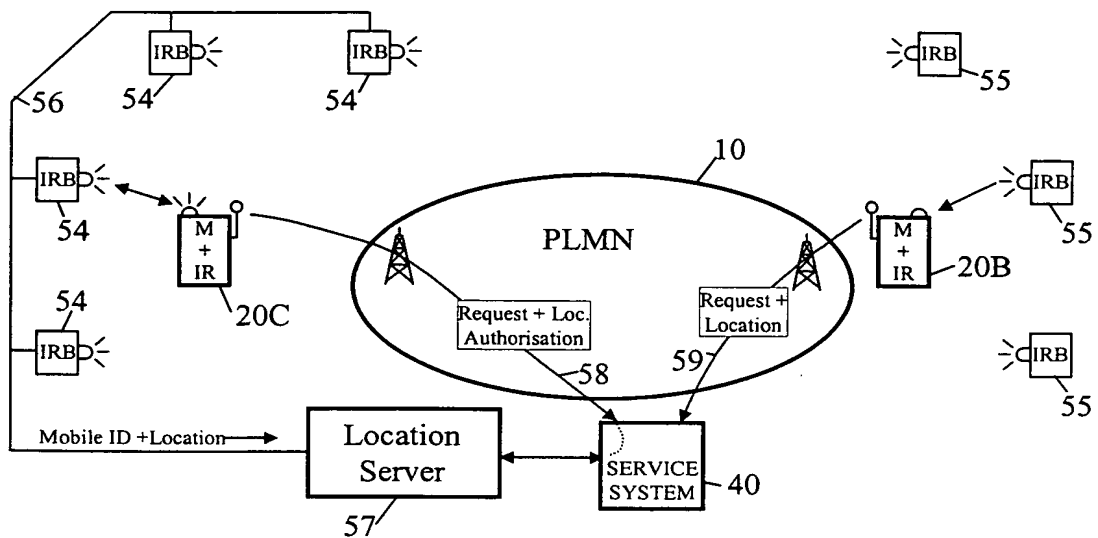 IRB
IRB
IRB
54
54
55
56
10
IRB
IRB
54
PLMN
55
M
+
IR
M
+
IR
20C
20B
54
Request + Loc.
Authorisation
Request +
Location
IRB
IRB
58
59
55
Mobile ID +Location
Location
Server
SERVICE
SYSTEM
40
57